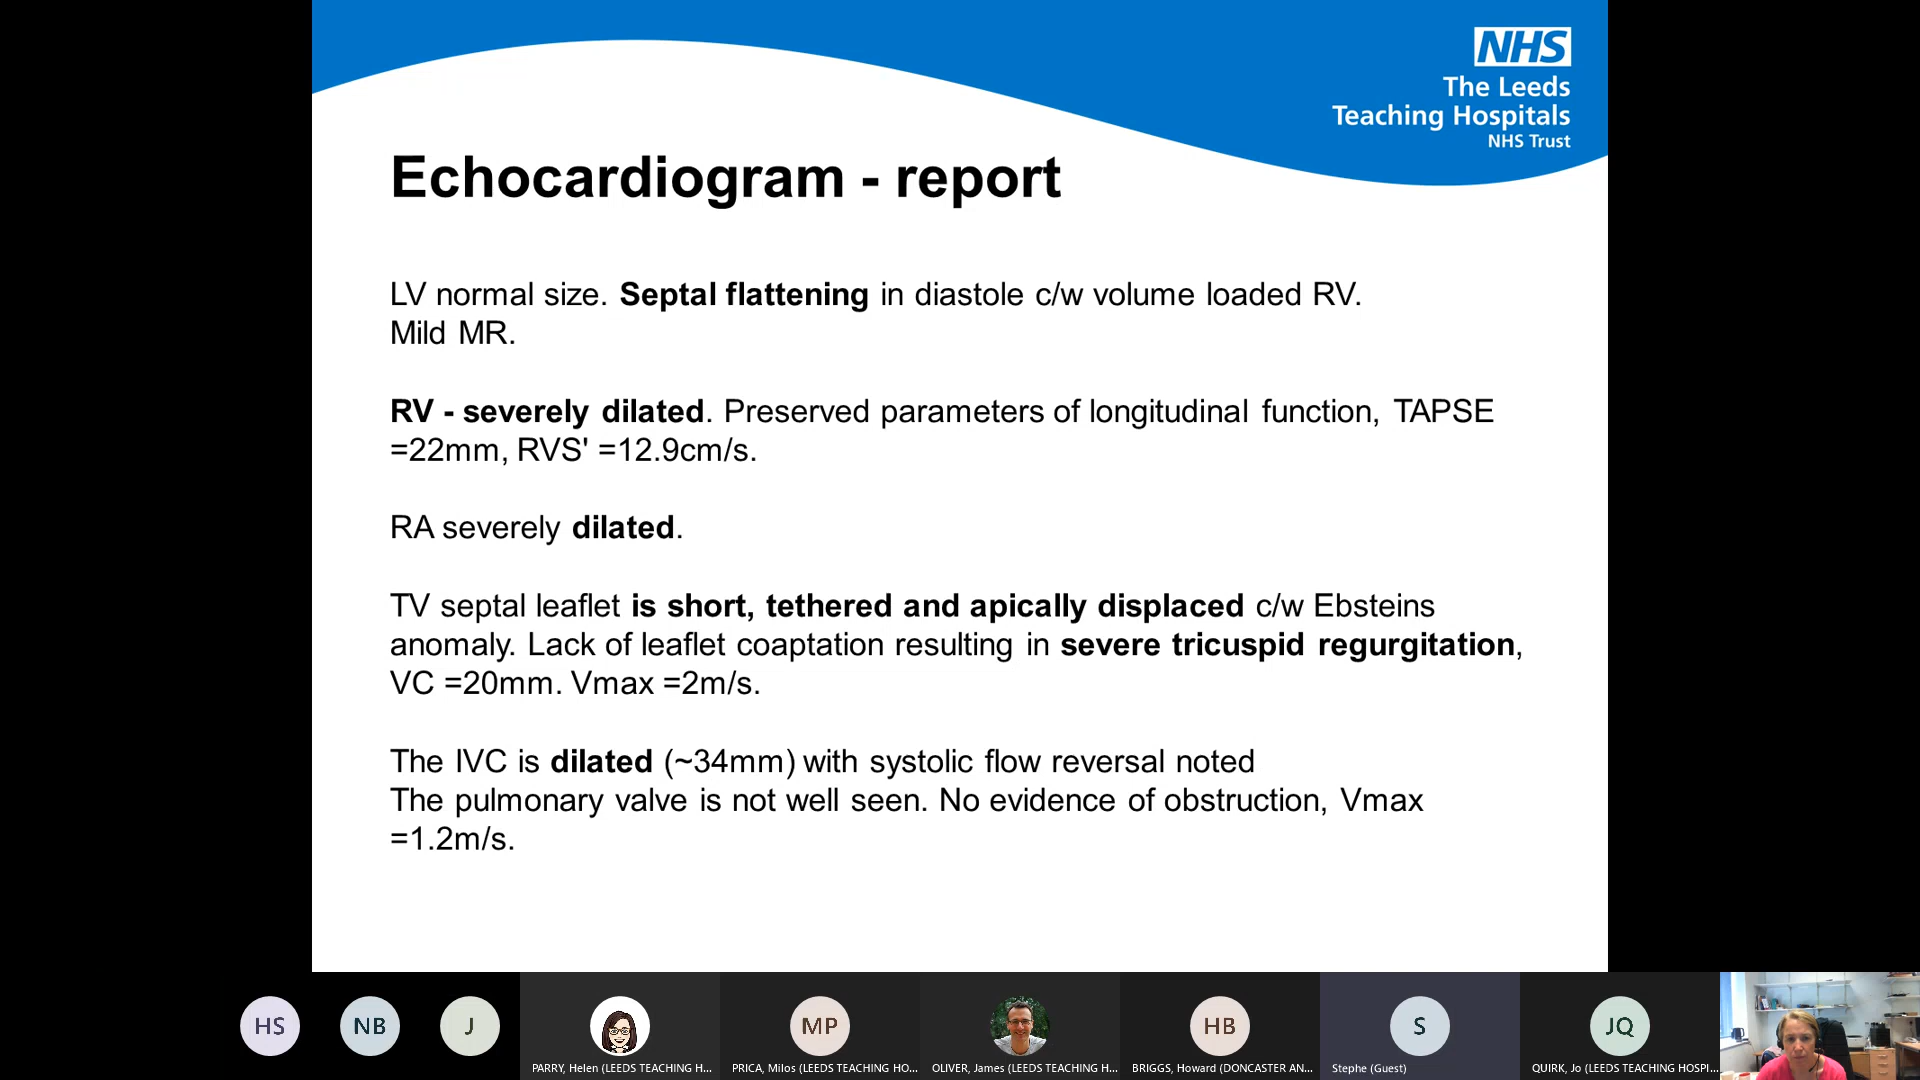 NHS
The Leeds
Teaching Hospitals
NHS Trust
Echocardiogram - report
LV normal size. Septal flattening in diastole c/w volume loaded RV.
Mild MR.
RV - severely dilated. Preserved parameters of longitudinal function, TAPSE
=22mm, RVS' =12.9cm/s.
RA severely dilated.
TV septal leaflet is short, tethered and apically displaced c/w Ebsteins
anomaly. Lack of leaflet coaptation resulting in severe tricuspid regurgitation,
VC =20mm. Vmax =2m/s.
The IVC is dilated (~34mm) with systolic flow reversal noted
The pulmonary valve is not well seen. No evidence of obstruction, Vmax
=1.2m/s.
HS
NB
J
MP
HB
S
JQ
PARRY, Helen (LEEDS TEACHING H...
PRICA, Milos (LEEDS TEACHING HO...
OLIVER, James (LEEDS TEACHING H...
BRIGGS, Howard (DONCASTER AN...
Stephe (Guest)
QUIRK, Jo (LEEDS TEACHING HOSPI...